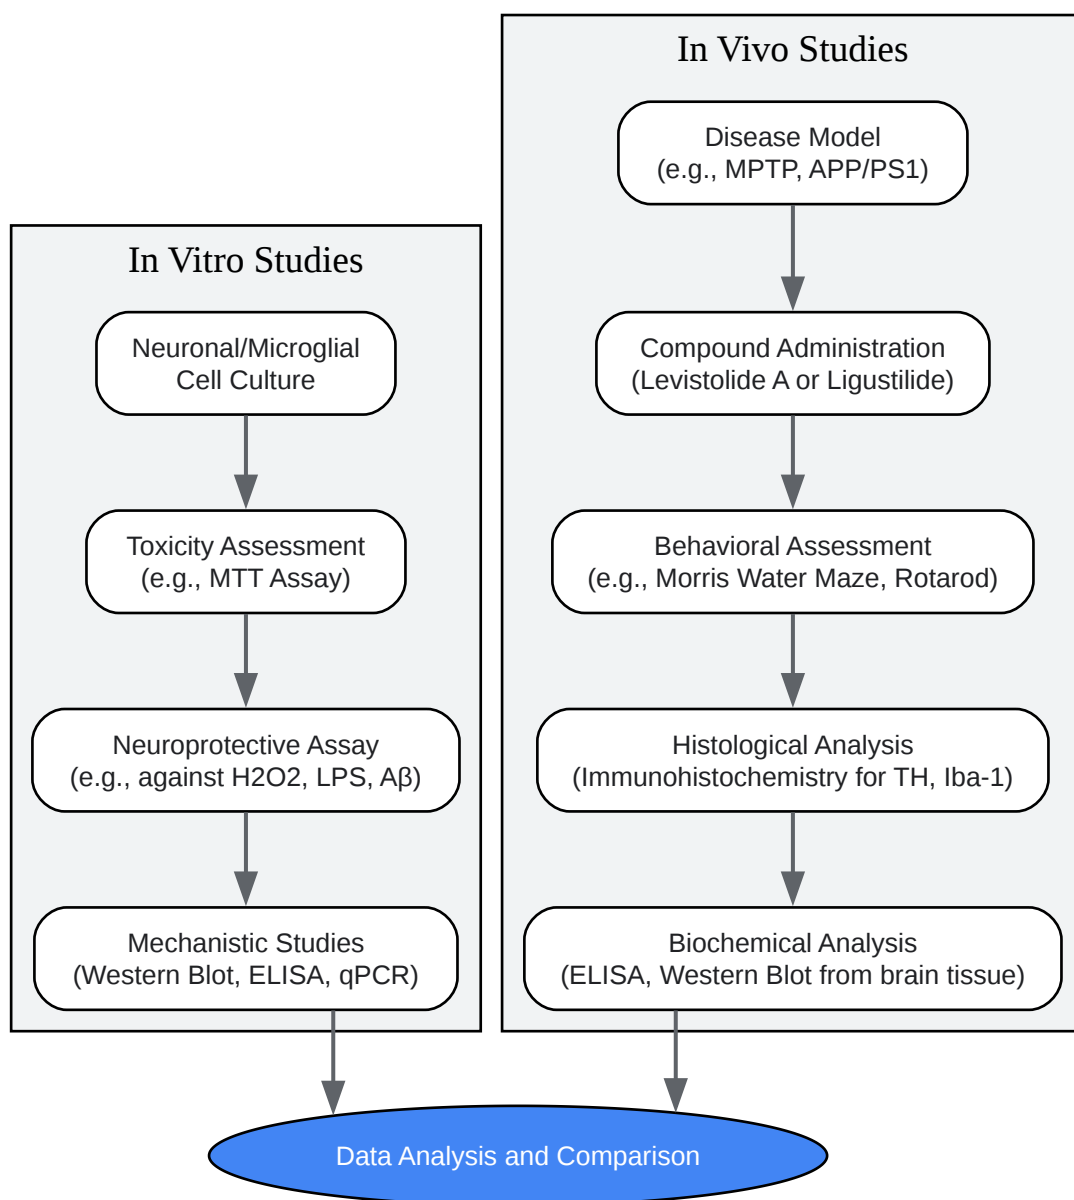 In Vitro Studies
Neuronal/Microglial
Cell Culture
Toxicity Assessment
(e.g., MTT Assay)
Neuroprotective Assay
(e.g., against H2O2, LPS, Aβ)
Mechanistic Studies
(Western Blot, ELISA, qPCR)
In Vivo Studies
Disease Model
(e.g., MPTP, APP/PS1)
Compound Administration
(Levistolide A or Ligustilide)
Behavioral Assessment
(e.g., Morris Water Maze, Rotarod)
Histological Analysis
(Immunohistochemistry for TH, Iba-1)
Biochemical Analysis
(ELISA, Western Blot from brain tissue)
Data Analysis and Comparison